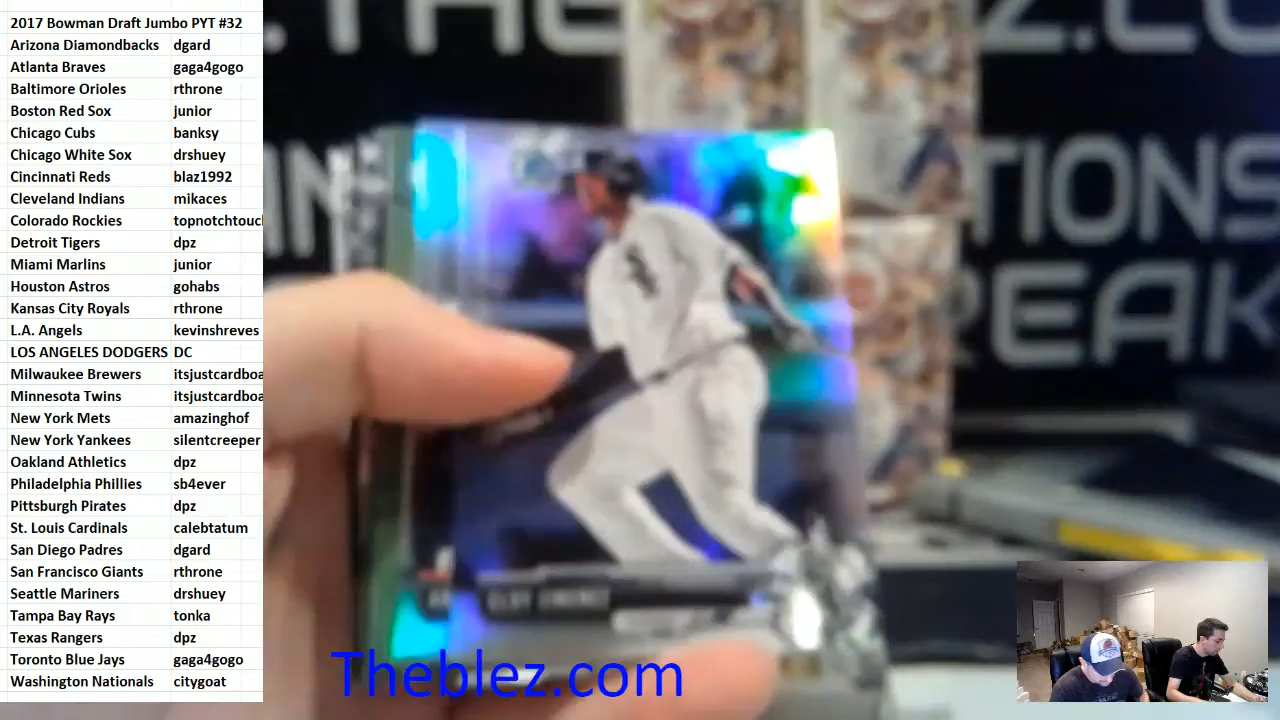 2017 Bowman Draft Jumbo PYT #32
Arizona Diamondbacks dgard
Atlanta Braves gaga4gogo
Baltimore Orioles rthrone
Boston Red Sox junior
Chicago Cubs banksy
Chicago White Sox drshuey
Cincinnati Reds blaz1992
Cleveland Indians mikaces
Colorado Rockies topnotchtouc
Detroit Tigers dpz
Miami Marlins junior
Houston Astros gohabs
Kansas City Royals rthrone
L.A. Angels kevinshreves
LOS ANGELES DODGERS DC
Milwaukee Brewers itsjustcardboa
Minnesota Twins itsjustcardboa
New York Mets amazinghof
New York Yankees silentcreeper
Oakland Athletics dpz
Philadelphia Phillies sb4ever
Pittsburgh Pirates dpz
St. Louis Cardinals calebtatum
San Diego Padres dgard
San Francisco Giants rthrone
Seattle Mariners drshuey
Tampa Bay Rays tonka
Texas Rangers dpz
Toronto Blue Jays gaga4gogo
Washington Nationals citygoat
TIONS
REAK
ELOY JIMENEZ
Theblez.com